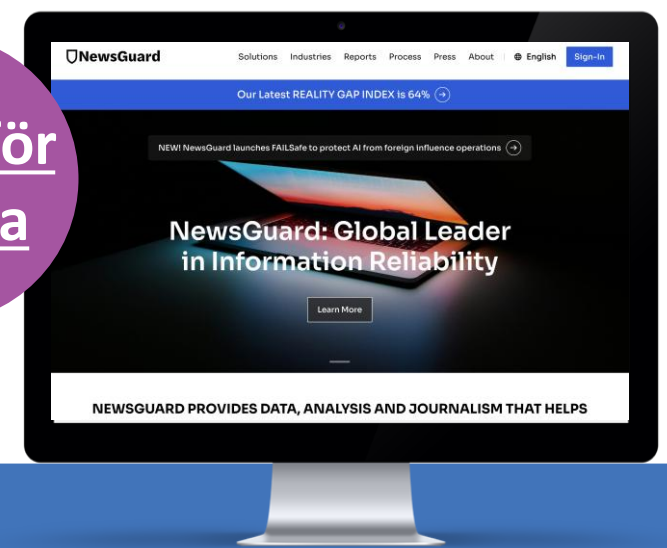 för
a
NewsGuard
Solutions Industries Reports Process Press About English Sign-In
Our Latest REALITY GAP INDEX is 64%
NEW! NewsGuard launches FAILSafe to protect AI from foreign influence operations
NewsGuard: Global Leader
in Information Reliability
Learn More
NEWSGUARD PROVIDES DATA, ANALYSIS AND JOURNALISM THAT HELPS